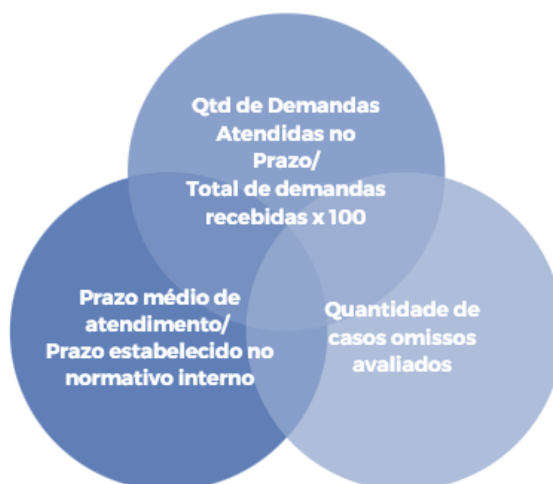 Qtd de Demandas
Atendidas no
Prazo/
Total de demandas
recebidas x 100
Prazo médio de
atendimento/
Prazo estabelecido no
normativo interno
Quantidade de
casos omissos
avaliados